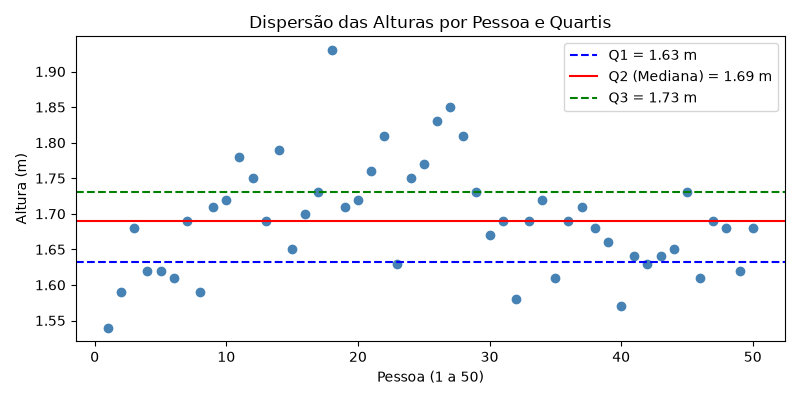 Dispersão das Alturas por Pessoa e Quartis
Q1 = 1.63 m
Q2 (Mediana) = 1.69 m
Q3 = 1.73 m
Altura (m)
1.90
1.85
1.80
1.75
1.70
1.65
1.60
1.55
0 10 20 30 40 50
Pessoa (1 a 50)